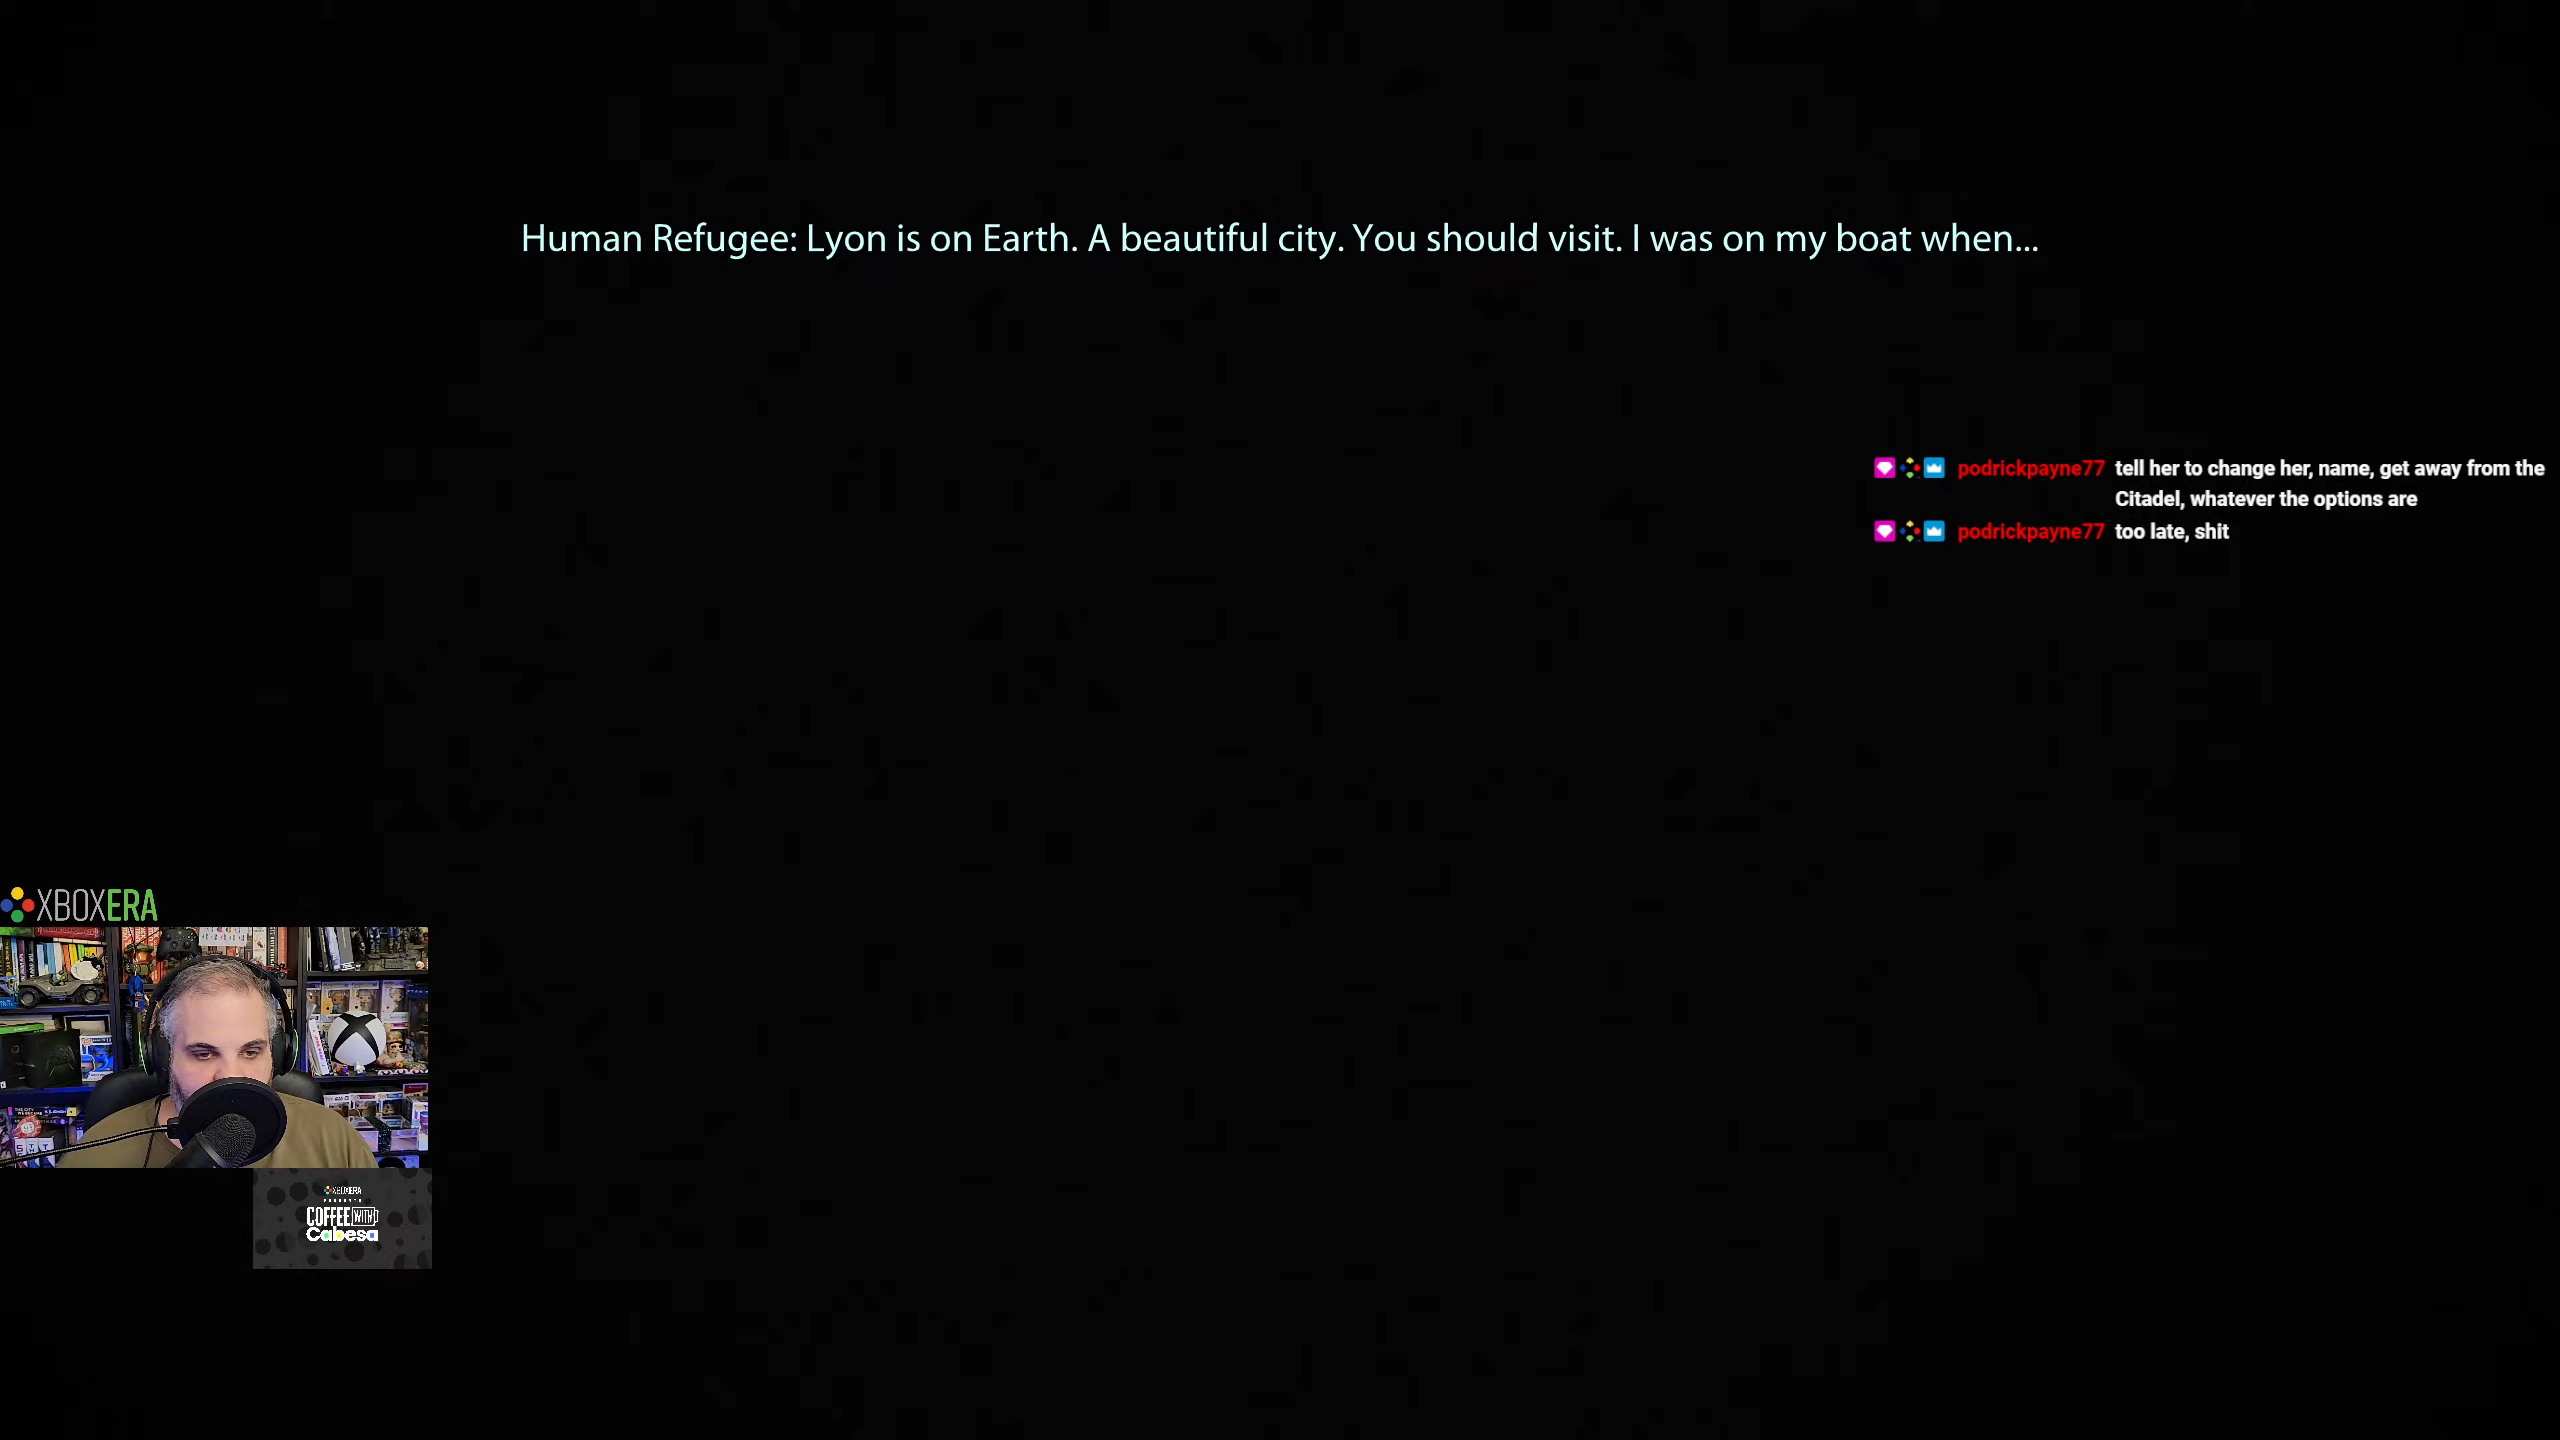 Human Refugee: Lyon is on Earth. A beautiful city. You should visit. I was on my boat when...
podrickpayne77 tell her to change her, name, get away from the
Citadel, whatever the options are
podrickpayne77 too late, shit
XBOXERA
XBOXERA
PRESENTS
COFFEE WITH
Cabesa